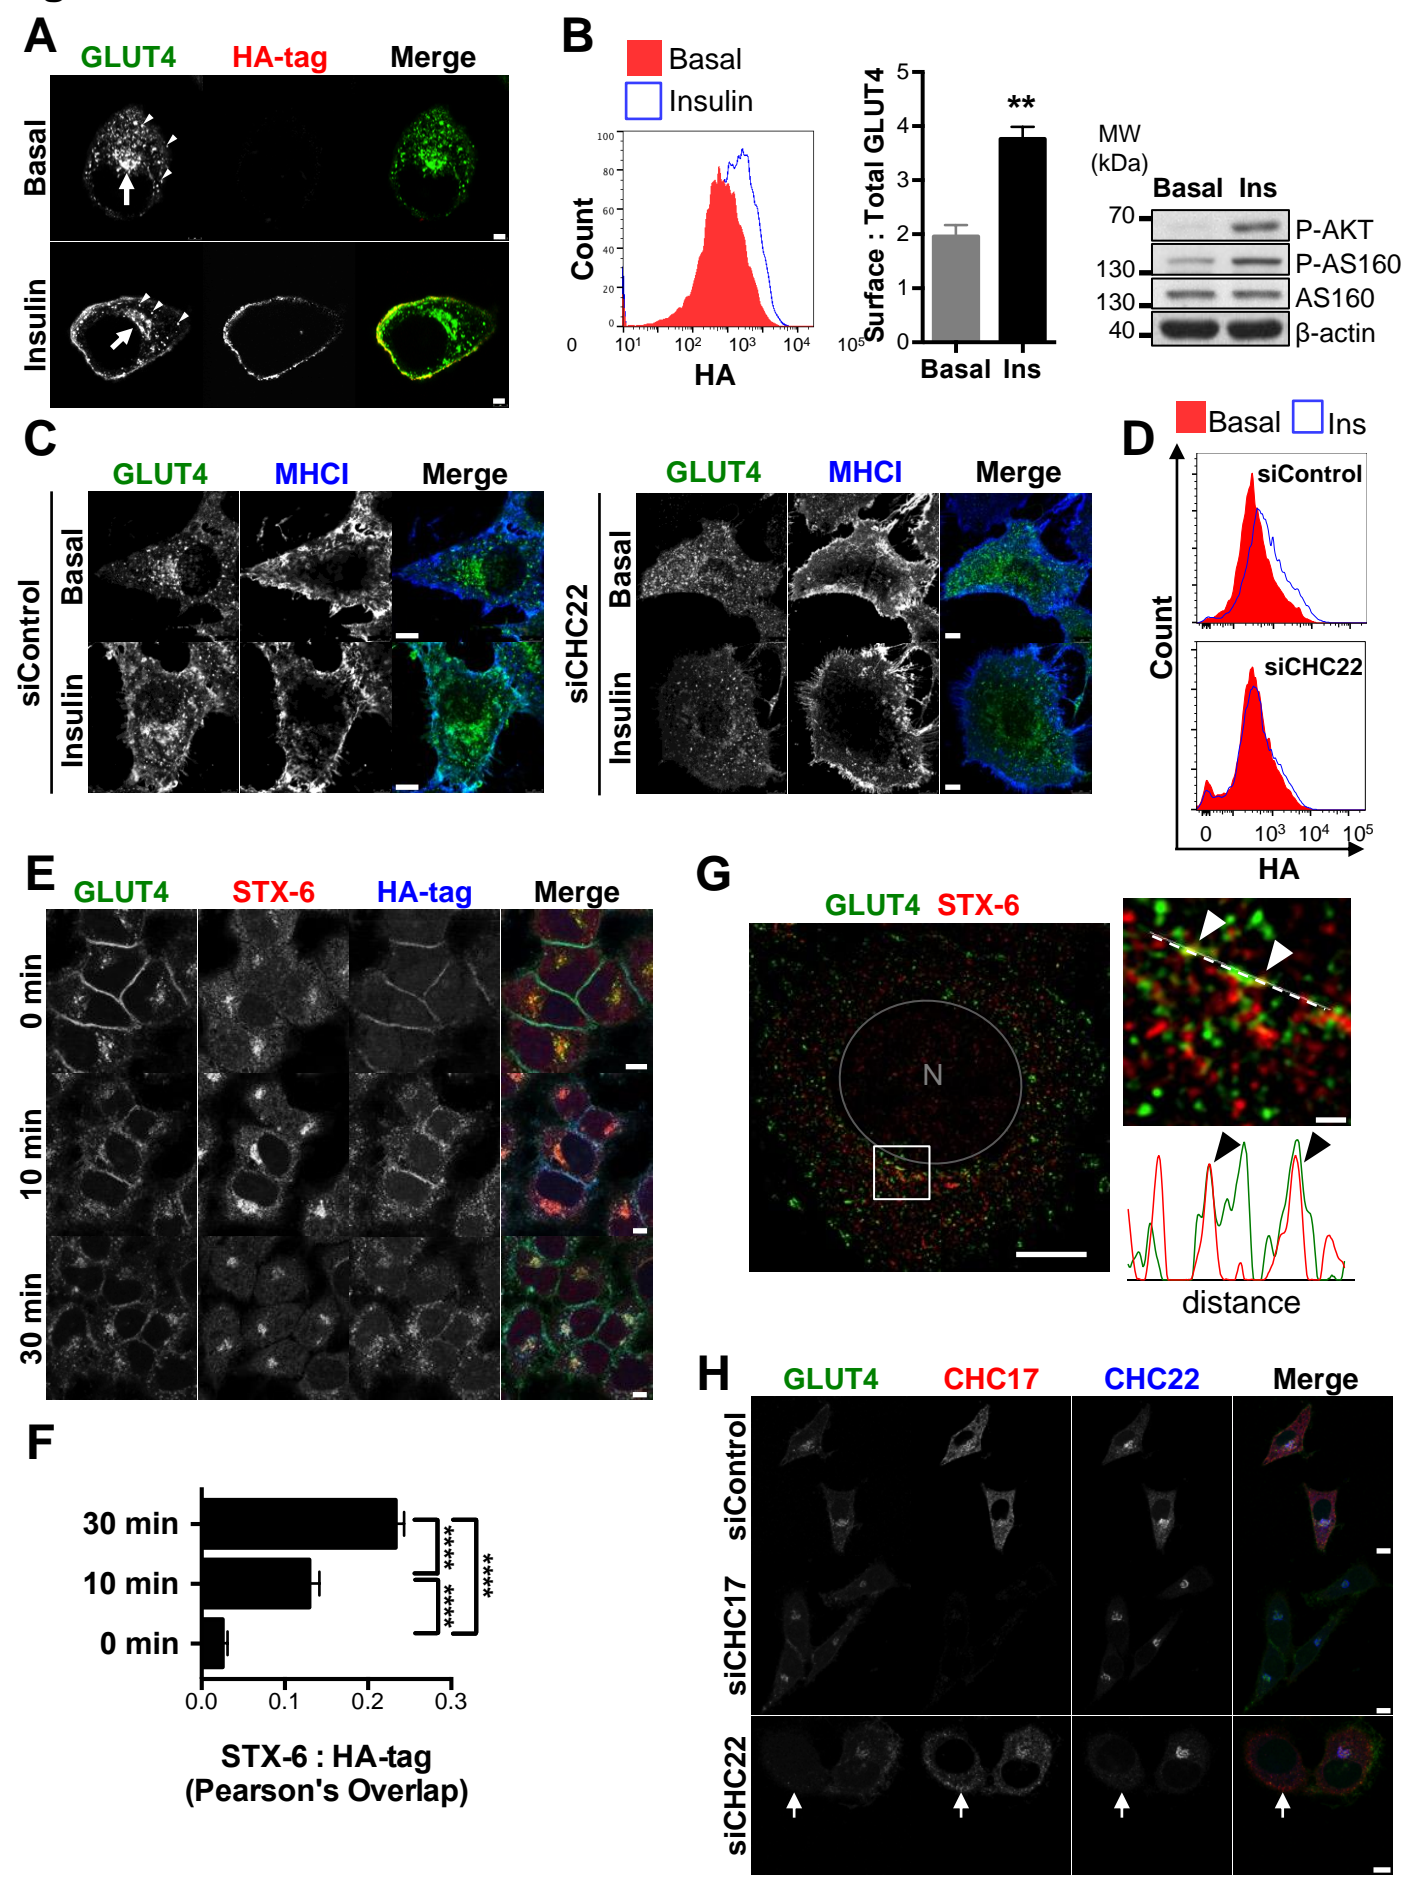 A
GLUT4 HA-tag Merge
Basal
Insulin
B
Basal
Insulin
100
80
60
40
20
0
Count
0 10¹ 10² 10³ 10⁴ 10⁵
HA
Surface : Total GLUT4
5
4
3
2
1
0
**
Basal Ins
MW
(kDa)
Basal Ins
70 P-AKT
130 P-AS160
130 AS160
40 β-actin
C
GLUT4 MHCI Merge
siControl
Basal
Insulin
GLUT4 MHCI Merge
siCHC22
Basal
Insulin
D
Basal Ins
siControl
siCHC22
Count
0 10³ 10⁴ 10⁵
HA
E
GLUT4 STX-6 HA-tag Merge
0 min
10 min
30 min
F
30 min
10 min
0 min
****
****
****
0.0 0.1 0.2 0.3
STX-6 : HA-tag
(Pearson's Overlap)
G
GLUT4 STX-6
N
distance
H
GLUT4 CHC17 CHC22 Merge
siControl
siCHC17
siCHC22